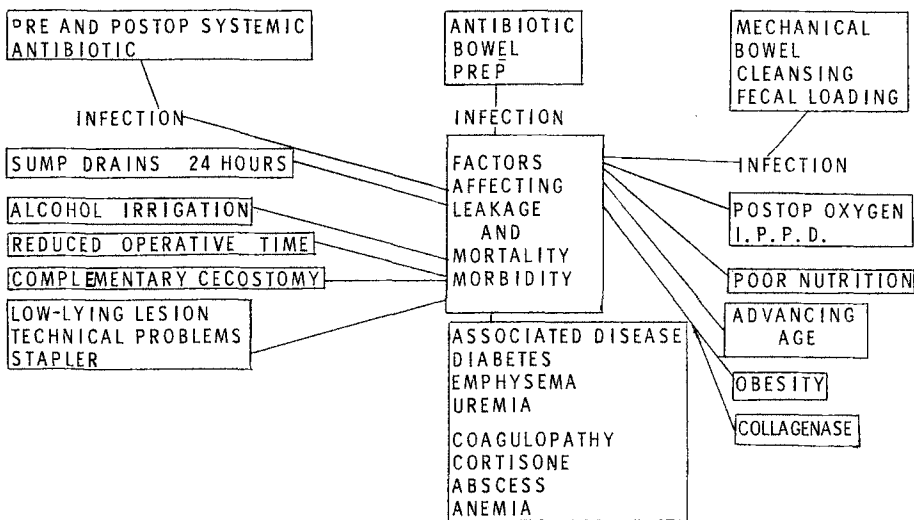 PRE AND POSTOP SYSTEMIC
ANTIBIOTIC
INFECTION
SUMP DRAINS 24 HOURS
ALCOHOL IRRIGATION
REDUCED OPERATIVE TIME
COMPLEMENTARY CECOSTOMY
LOW-LYING LESION
TECHNICAL PROBLEMS
STAPLER
ANTIBIOTIC
BOWEL
PREP
INFECTION
FACTORS
AFFECTING
LEAKAGE
AND
MORTALITY
MORBIDITY
ASSOCIATED DISEASE
DIABETES
EMPHYSEMA
UREMIA
COAGULOPATHY
CORTISONE
ABSCESS
ANEMIA
MECHANICAL
BOWEL
CLEANSING
FECAL LOADING
INFECTION
POSTOP OXYGEN
I.P.P.D.
POOR NUTRITION
ADVANCING
AGE
OBESITY
COLLAGENASE